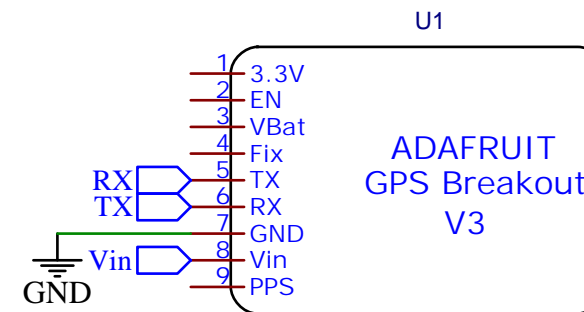 U1
1 3.3V
2 EN
3 VBat
4 Fix
RX 5 TX
TX 6 RX
7 GND
Vin 8 Vin
9 PPS
GND
ADAFRUIT
GPS Breakout
V3